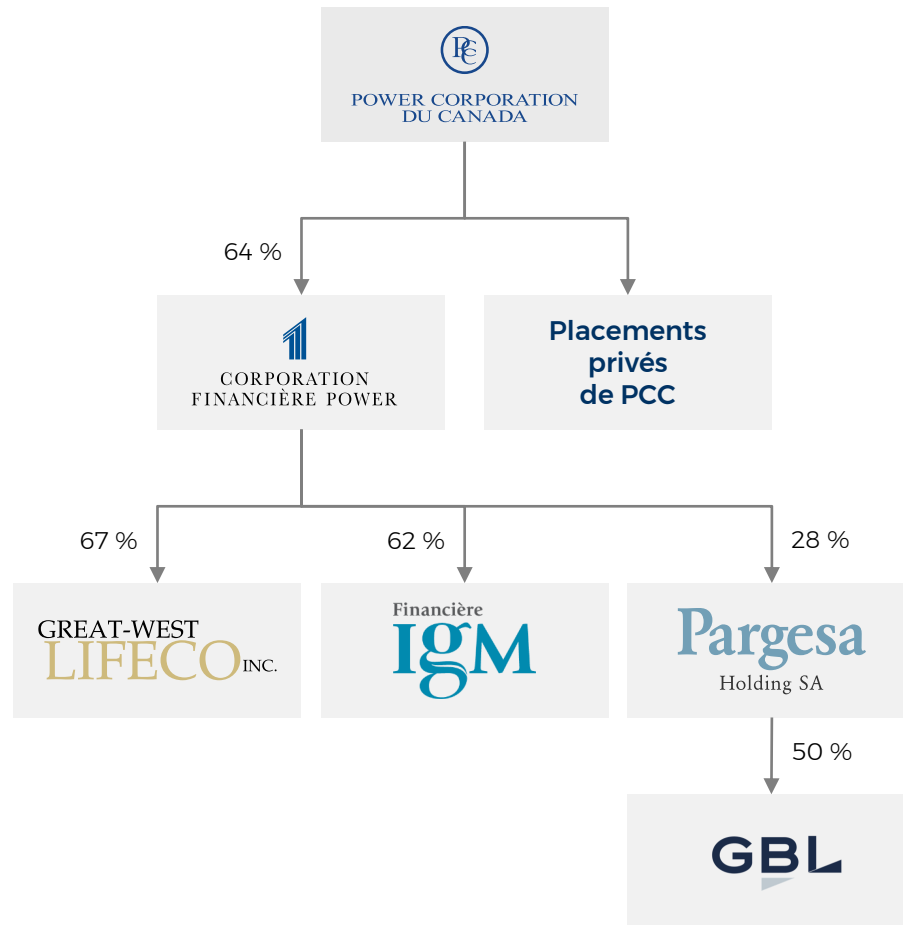 PCC
POWER CORPORATION
DU CANADA
64 %
CORPORATION
FINANCIÈRE POWER
Placements
privés
de PCC
67 %
62 %
28 %
GREAT-WEST
LIFECO INC.
Financière
IgM
Pargesa
Holding SA
50 %
GBL